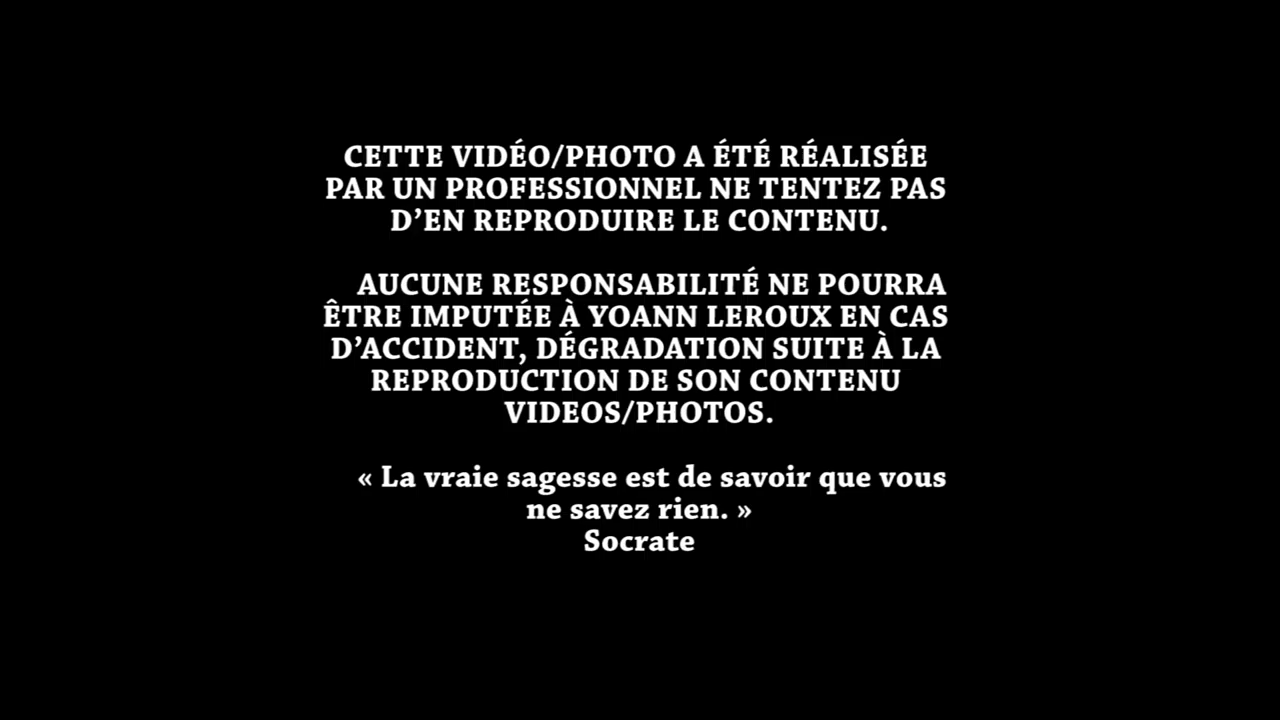 CETTE VIDÉO/PHOTO A ÉTÉ RÉALISÉE
PAR UN PROFESSIONNEL NE TENTEZ PAS
D’EN REPRODUIRE LE CONTENU.
AUCUNE RESPONSABILITÉ NE POURRA
ÊTRE IMPUTÉE À YOANN LEROUX EN CAS
D’ACCIDENT, DÉGRADATION SUITE À LA
REPRODUCTION DE SON CONTENU
VIDEOS/PHOTOS.
« La vraie sagesse est de savoir que vous
ne savez rien. »
Socrate